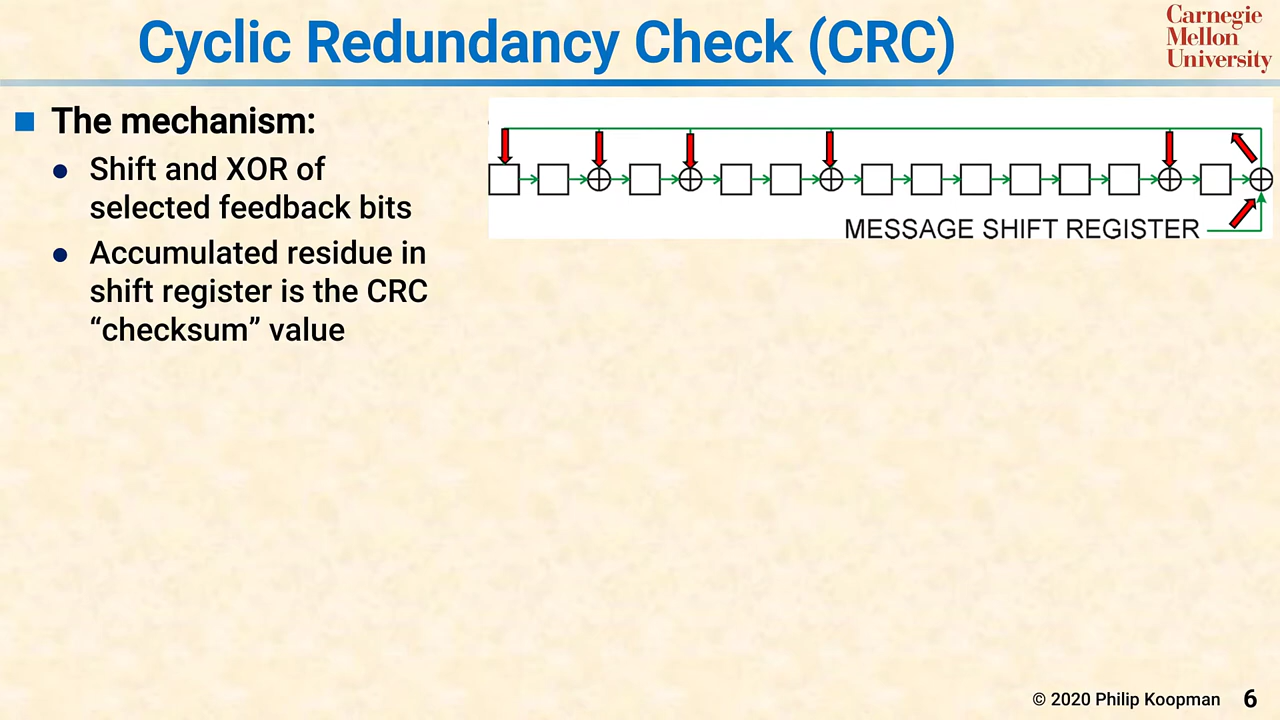 Cyclic Redundancy Check (CRC)
Carnegie
Mellon
University
The mechanism:
Shift and XOR of
selected feedback bits
Accumulated residue in
shift register is the CRC
“checksum” value
MESSAGE SHIFT REGISTER
© 2020 Philip Koopman 6